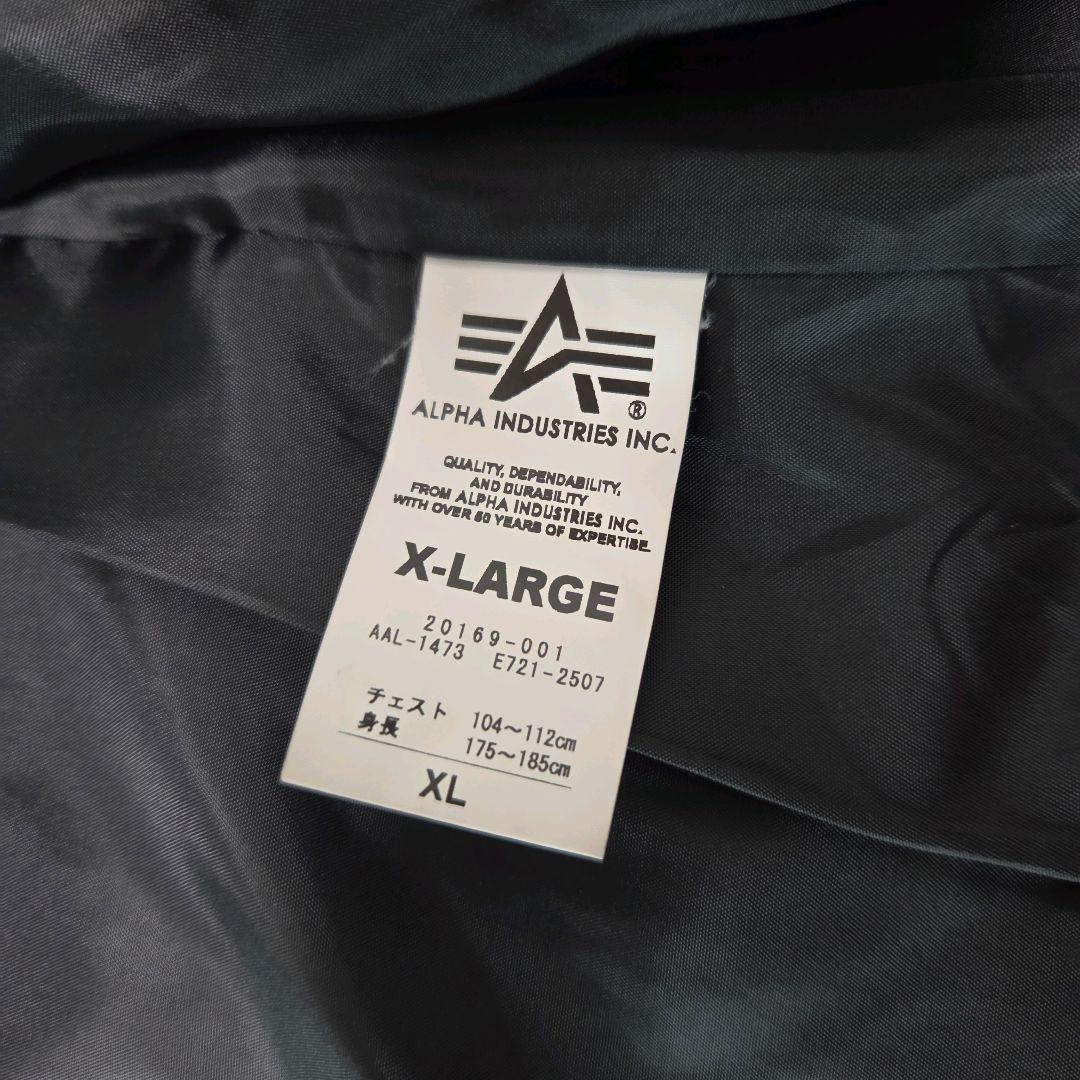 ALPHA INDUSTRIES INC.
®
QUALITY, DEPENDABILITY,
AND DURABILITY
FROM ALPHA INDUSTRIES INC.
WITH OVER 50 YEARS OF EXPERTISE.
X-LARGE
20169-001
AAL-1473 E721-2507
チェスト 104～112cm
身長 175～185cm
XL